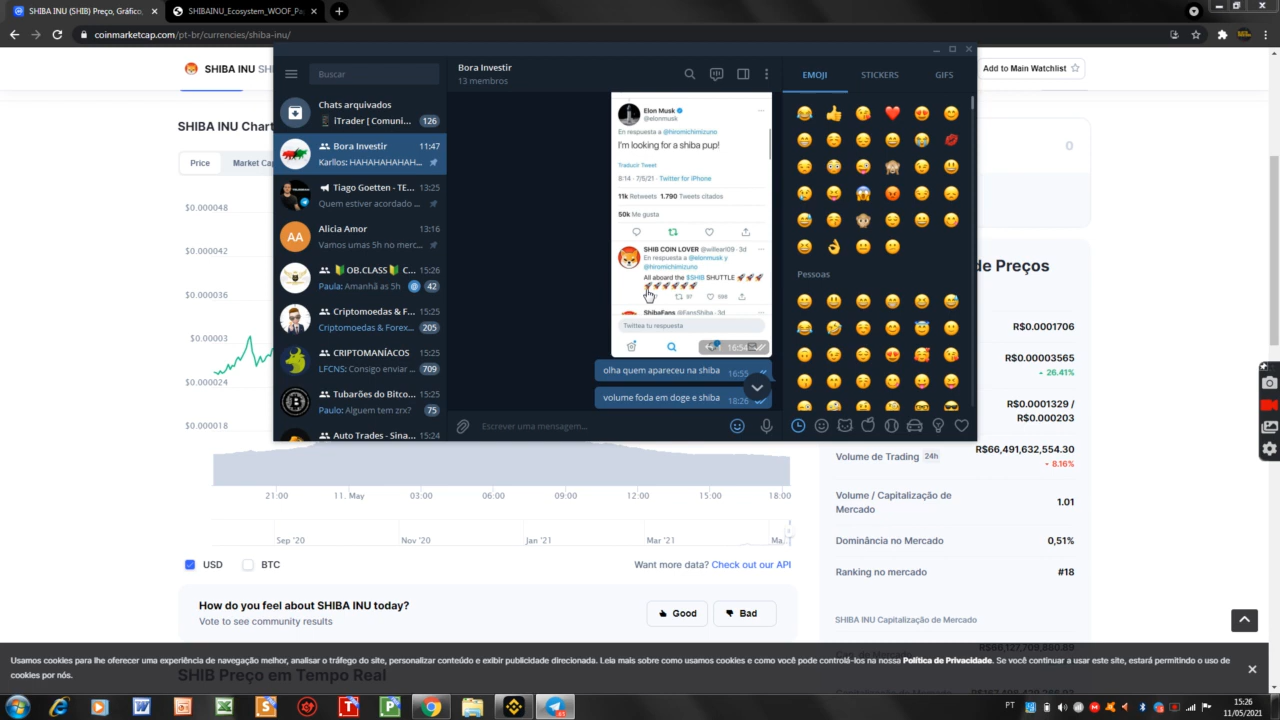 SHIBA INU (SHIB) Preço, Gráfico,
SHIBAINU_Ecosystem_WOOF_Pa
coinmarketcap.com/pt-br/currencies/shiba-inu/
SHIBA INU
Add to Main Watchlist
SHIBA INU Chart
Price
Market Cap
$0.000048
$0.000042
$0.000036
$0.00003
$0.000024
$0.000018
Buscar
Chats arquivados
iTrader | Comuni...
126
Bora Investir
11:47
Karllos: HAHAHAHAHAH...
Tiago Goetten - TE...
13:25
Quem estiver acordado ...
AA
Alicia Amor
13:16
Vamos umas 5h no merc...
OB.CLASS🔰 C...
15:26
Paula: Amanhã as 5h
@
42
Criptomoedas & F...
15:25
Criptomoedas & Forex...
205
CRIPTOMANÍACOS
15:25
LFCNS: Consigo enviar ...
709
Tubarões do Bitco...
15:25
Paulo: Alguem tem zrx?
75
Auto Trades - Sina...
15:24
Bora Investir
13 membros
Elon Musk
@elonmusk
En respuesta a @hiromichimizuno
I'm looking for a shiba pup!
Traducir Tweet
8:14 · 7/5/21 · Twitter for iPhone
11k Retweets 1.790 Tweets citados
50k Me gusta
SHIB COIN LOVER @willearl09 · 3d
En respuesta a @elonmusk y
@hiromichimizuno
All aboard the $SHIB SHUTTLE 🚀🚀🚀
🚀🚀🚀🚀🚀🚀
97
598
ShibaFans @FansShiba · 3d
Twittea tu respuesta
16:54
olha quem apareceu na shiba
16:55
volume foda em doge e shiba
18:26
Escrever uma mensagem...
EMOJI
STICKERS
GIFS
Pessoas
de Preços
R$0.0001706
R$0.00003565
26.41%
R$0.0001329 /
R$0.000203
Volume de Trading 24h
R$66,491,632,554.30
8.16%
Volume / Capitalização de
Mercado
1.01
Dominância no Mercado
0,51%
Ranking no mercado
#18
SHIBA INU Capitalização de Mercado
0
21:00
11. May
03:00
06:00
09:00
12:00
15:00
18:00
Sep '20
Nov '20
Jan '21
Mar '21
Ma...
USD
BTC
Want more data? Check out our API
How do you feel about SHIBA INU today?
Vote to see community results
Good
Bad
SHIB Preço em Tempo Real
Usamos cookies para lhe oferecer uma experiência de navegação melhor, analisar o tráfego do site, personalizar conteúdo e exibir publicidade direcionada. Leia mais sobre como usamos cookies e como você pode controlá-los na nossa Política de Privacidade. Se você continuar a usar este site, estará permitindo o uso de
cookies por nós.
PT
15:26
11/05/2021